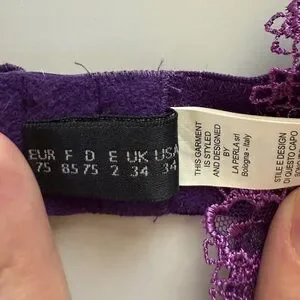 EUR F D E UK USA
75 85 75 2 34 34
THIS GARMENT
IS STYLED
AND DESIGNED
BY
LA PERLA srl
Bologna - Italy
STILE E DESIGN
DI QUESTO CAPO